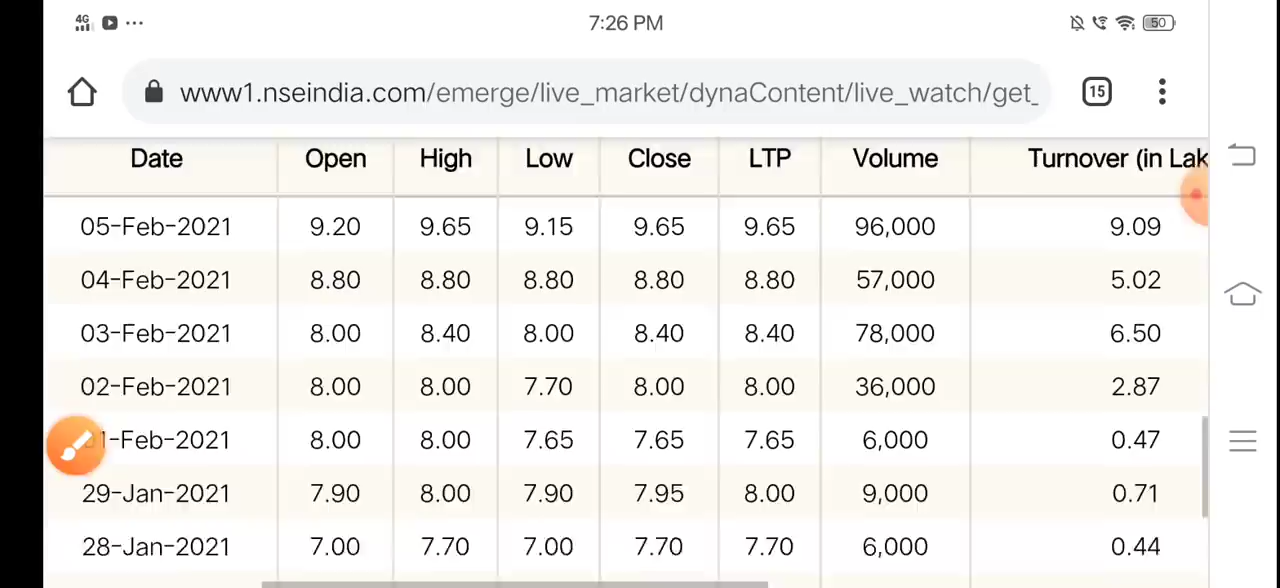 4G ... 7:26 PM 50
www1.nseindia.com/emerge/live_market/dynaContent/live_watch/get_ 15
Date Open High Low Close LTP Volume Turnover (in Lak
05-Feb-2021 9.20 9.65 9.15 9.65 9.65 96,000 9.09
04-Feb-2021 8.80 8.80 8.80 8.80 8.80 57,000 5.02
03-Feb-2021 8.00 8.40 8.00 8.40 8.40 78,000 6.50
02-Feb-2021 8.00 8.00 7.70 8.00 8.00 36,000 2.87
1-Feb-2021 8.00 8.00 7.65 7.65 7.65 6,000 0.47
29-Jan-2021 7.90 8.00 7.90 7.95 8.00 9,000 0.71
28-Jan-2021 7.00 7.70 7.00 7.70 7.70 6,000 0.44